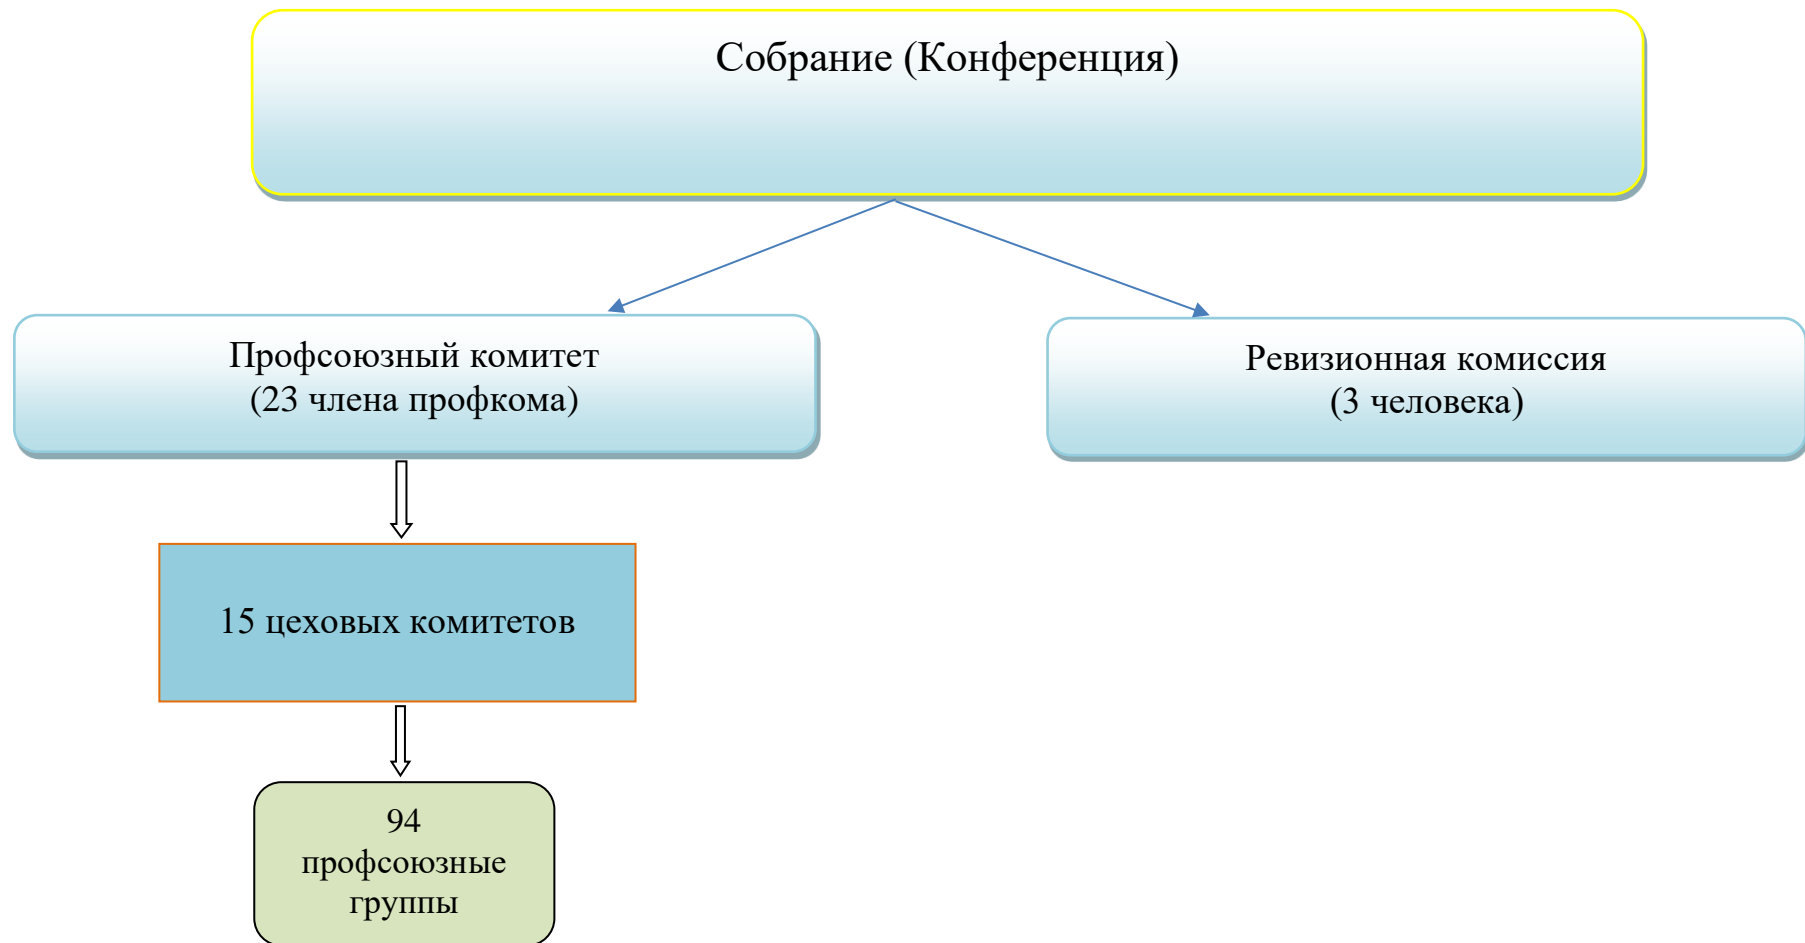 Собрание (Конференция)
Профсоюзный комитет
(23 члена профкома)
Ревизионная комиссия
(3 человека)
15 цеховых комитетов
94
профсоюзные
группы